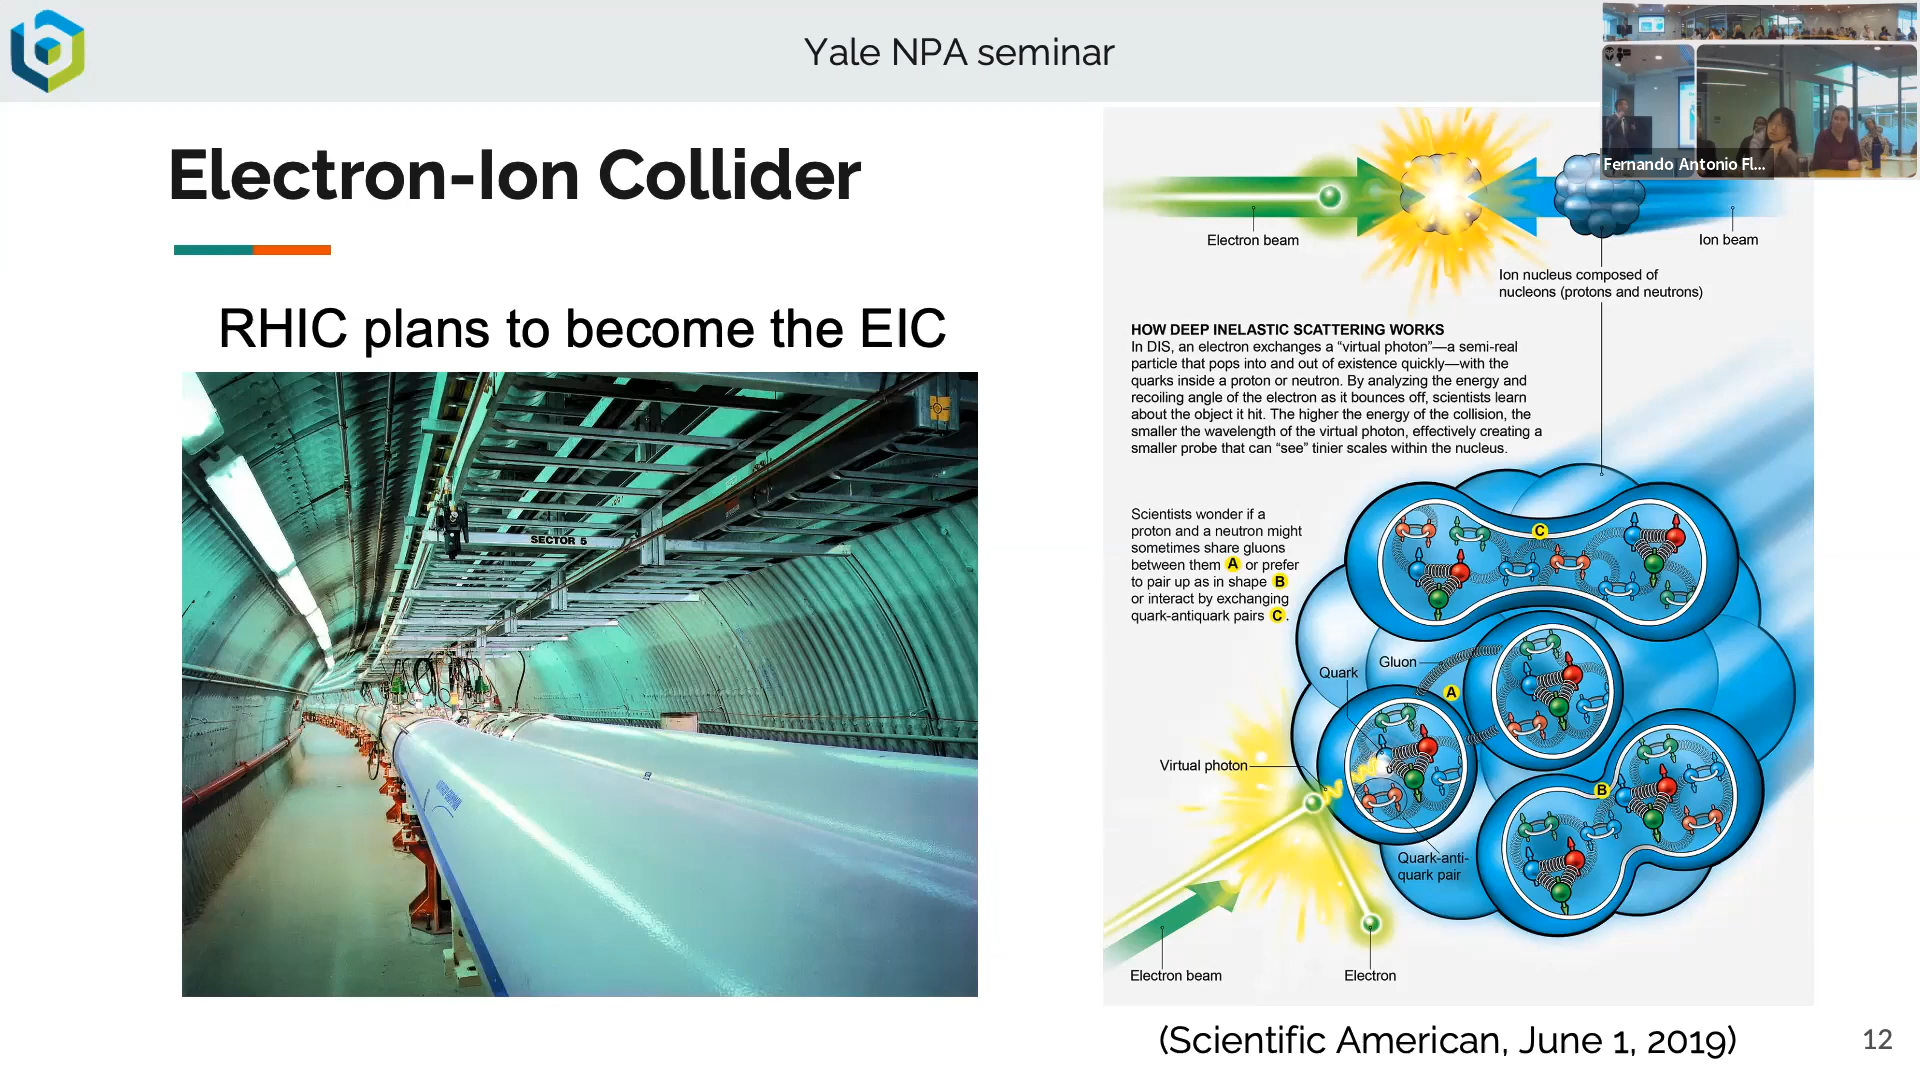 Yale NPA seminar
Fernando Antonio Fl...
Electron-Ion Collider
RHIC plans to become the EIC
SECTOR 5
Electron beam
Ion beam
Ion nucleus composed of
nucleons (protons and neutrons)
HOW DEEP INELASTIC SCATTERING WORKS
In DIS, an electron exchanges a “virtual photon”—a semi-real
particle that pops into and out of existence quickly—with the
quarks inside a proton or neutron. By analyzing the energy and
recoiling angle of the electron as it bounces off, scientists learn
about the object it hit. The higher the energy of the collision, the
smaller the wavelength of the virtual photon, effectively creating a
smaller probe that can “see” tinier scales within the nucleus.
Scientists wonder if a
proton and a neutron might
sometimes share gluons
between them A or prefer
to pair up as in shape B
or interact by exchanging
quark-antiquark pairs C.
C
Gluon
Quark
A
Virtual photon
B
Quark-anti-
quark pair
Electron beam
Electron
(Scientific American, June 1, 2019)
12